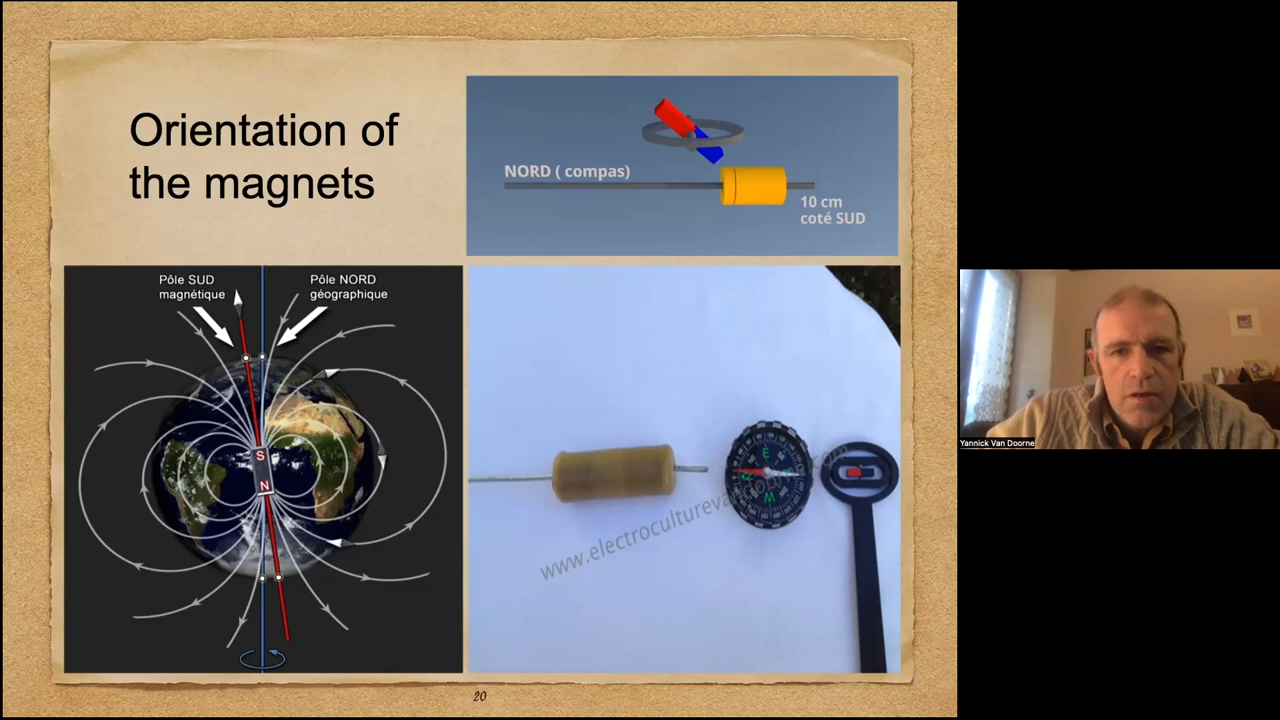 Orientation of
the magnets
NORD ( compas)
10 cm
coté SUD
Pôle SUD
magnétique
Pôle NORD
géographique
S
N
E
W
www.electroculturevandoorne.com
20
Yannick Van Doorne